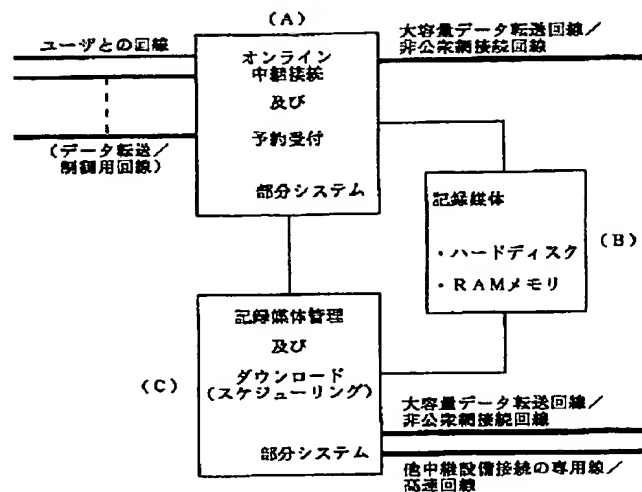 (A)
ユーザとの回線
オンライン
中継接続
及び
予約受付
部分システム
(データ転送/
制御用回線)
大容量データ転送回線/
非公衆網接続回線
記録媒体
・ハードディスク
・RAMメモリ
(B)
(C)
記録媒体管理
及び
ダウンロード
(スケジューリング)
部分システム
大容量データ転送回線/
非公衆網接続回線
他中継設備接続の専用線/
高速回線